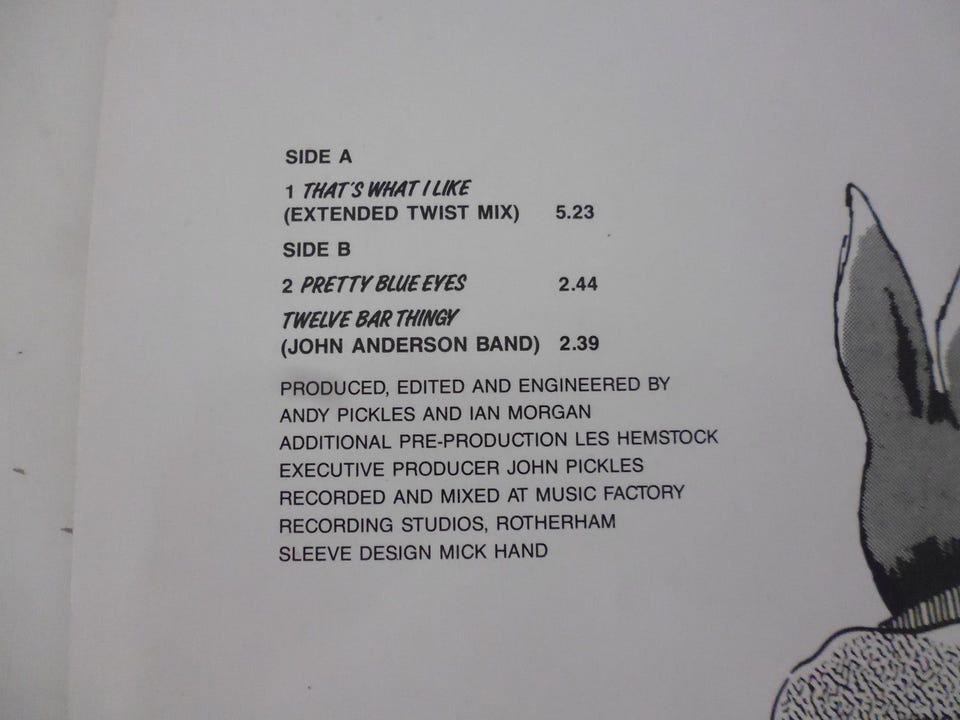 SIDE A
1 THAT'S WHAT I LIKE
(EXTENDED TWIST MIX) 5.23
SIDE B
2 PRETTY BLUE EYES 2.44
TWELVE BAR THINGY
(JOHN ANDERSON BAND) 2.39
PRODUCED, EDITED AND ENGINEERED BY
ANDY PICKLES AND IAN MORGAN
ADDITIONAL PRE-PRODUCTION LES HEMSTOCK
EXECUTIVE PRODUCER JOHN PICKLES
RECORDED AND MIXED AT MUSIC FACTORY
RECORDING STUDIOS, ROTHERHAM
SLEEVE DESIGN MICK HAND